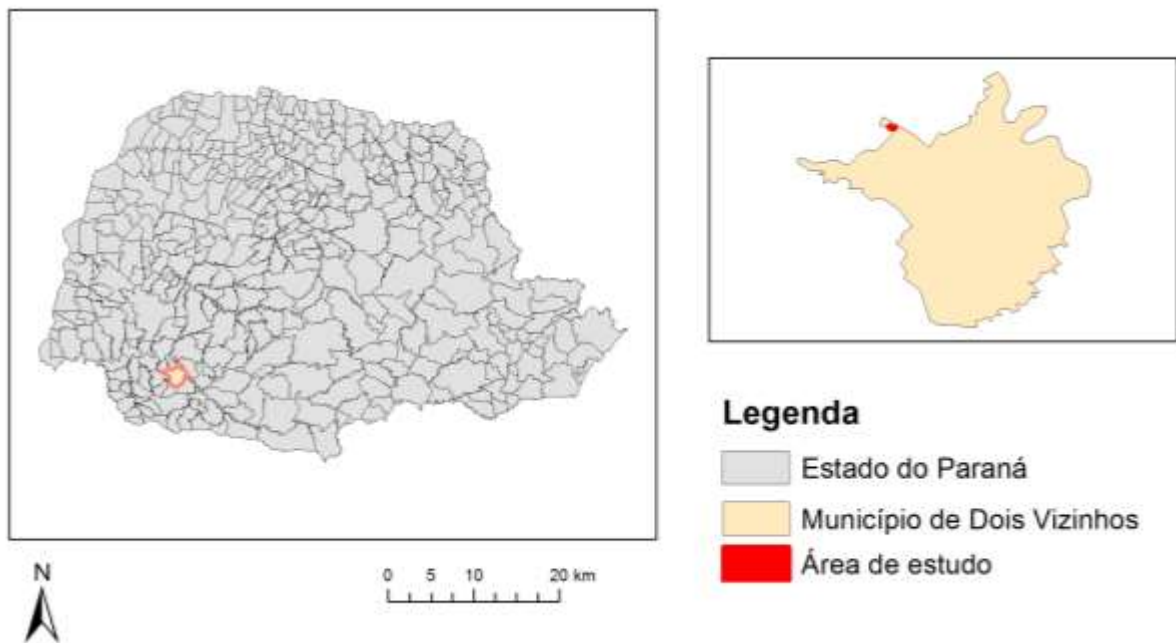 Legenda
Estado do Paraná
Município de Dois Vizinhos
Área de estudo
N
0 5 10 20 km